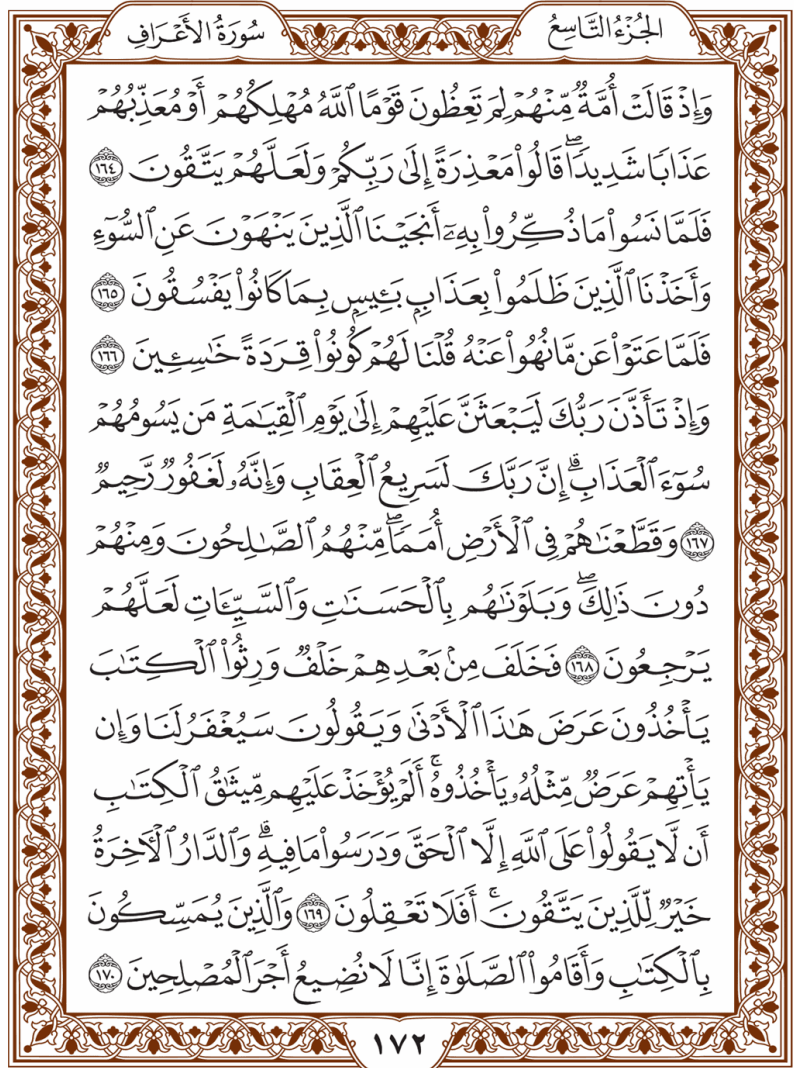 الجُزْءُ التَّاسِعُ
سُورَةُ الأَعْرَافِ
وَإِذْ قَالَتْ أُمَّةٌ مِّنْهُمْ لِمَ تَعِظُونَ قَوْمًا ٱللَّهُ مُهْلِكُهُمْ أَوْ مُعَذِّبُهُمْ
عَذَابًا شَدِيدًاۖ قَالُوا۟ مَعْذِرَةً إِلَىٰ رَبِّكُمْ وَلَعَلَّهُمْ يَتَّقُونَ ١٦٤
فَلَمَّا نَسُوا۟ مَا ذُكِّرُوا۟ بِهِۦٓ أَنجَيْنَا ٱلَّذِينَ يَنْهَوْنَ عَنِ ٱلسُّوٓءِ
وَأَخَذْنَا ٱلَّذِينَ ظَلَمُوا۟ بِعَذَابٍۭ بَـِٔيسٍۭ بِمَا كَانُوا۟ يَفْسُقُونَ ١٦٥
فَلَمَّا عَتَوْا۟ عَن مَّا نُهُوا۟ عَنْهُ قُلْنَا لَهُمْ كُونُوا۟ قِرَدَةً خَـٰسِـِٔينَ ١٦٦
وَإِذْ تَأَذَّنَ رَبُّكَ لَيَبْعَثَنَّ عَلَيْهِمْ إِلَىٰ يَوْمِ ٱلْقِيَـٰمَةِ مَن يَسُومُهُمْ
سُوٓءَ ٱلْعَذَابِۗ إِنَّ رَبَّكَ لَسَرِيعُ ٱلْعِقَابِ وَإِنَّهُۥ لَغَفُورٌ رَّحِيمٌ
١٦٧ وَقَطَّعْنَـٰهُمْ فِى ٱلْأَرْضِ أُمَمًاۖ مِّنْهُمُ ٱلصَّـٰلِحُونَ وَمِنْهُمْ
دُونَ ذَٰلِكَۖ وَبَلَوْنَـٰهُم بِٱلْحَسَنَـٰتِ وَٱلسَّيِّـَٔاتِ لَعَلَّهُمْ
يَرْجِعُونَ ١٦٨ فَخَلَفَ مِنۢ بَعْدِهِمْ خَلْفٌ وَرِثُوا۟ ٱلْكِتَـٰبَ
يَأْخُذُونَ عَرَضَ هَـٰذَا ٱلْأَدْنَىٰ وَيَقُولُونَ سَيُغْفَرُ لَنَا وَإِن
يَأْتِهِمْ عَرَضٌ مِّثْلُهُۥ يَأْخُذُوهُۚ أَلَمْ يُؤْخَذْ عَلَيْهِم مِّيثَـٰقُ ٱلْكِتَـٰبِ
أَن لَّا يَقُولُوا۟ عَلَى ٱللَّهِ إِلَّا ٱلْحَقَّ وَدَرَسُوا۟ مَا فِيهِۗ وَٱلدَّارُ ٱلْـَٔاخِرَةُ
خَيْرٌ لِّلَّذِينَ يَتَّقُونَۚ أَفَلَا تَعْقِلُونَ ١٦٩ وَٱلَّذِينَ يُمَسِّكُونَ
بِٱلْكِتَـٰبِ وَأَقَامُوا۟ ٱلصَّلَوٰةَ إِنَّا لَا نُضِيعُ أَجْرَ ٱلْمُصْلِحِينَ ١٧٠
١٧٢